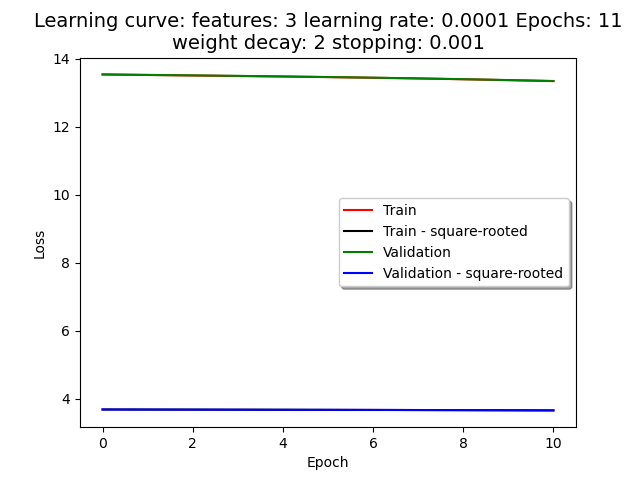 Learning curve: features: 3 learning rate: 0.0001 Epochs: 11
weight decay: 2 stopping: 0.001
14
12
10
8
6
4
Loss
Train
Train - square-rooted
Validation
Validation - square-rooted
0 2 4 6 8 10
Epoch